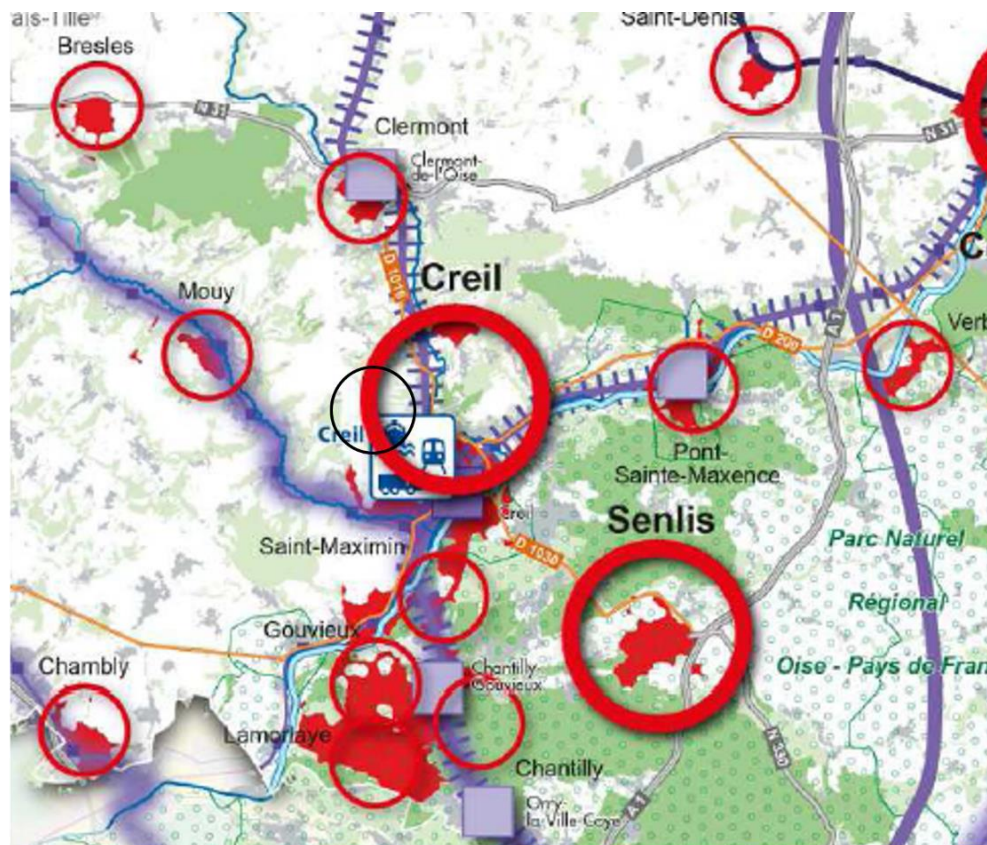 Saint-Denis
Bresles
N 31
Clermont
Clermont-
de-l'Oise
N 31
D 1016
Creil
Mouy
A 1
D 200
Verb
Creil
Pont-
Sainte-Maxence
Creil
Senlis
Saint-Maximin
D 1030
Parc Naturel
Régional
Gouvieux
Oise - Pays de Fran
Chambly
Chantilly
Gouvieux
Lamorlaye
N 330
Chantilly
Orry
la-Ville-Coye
A 1